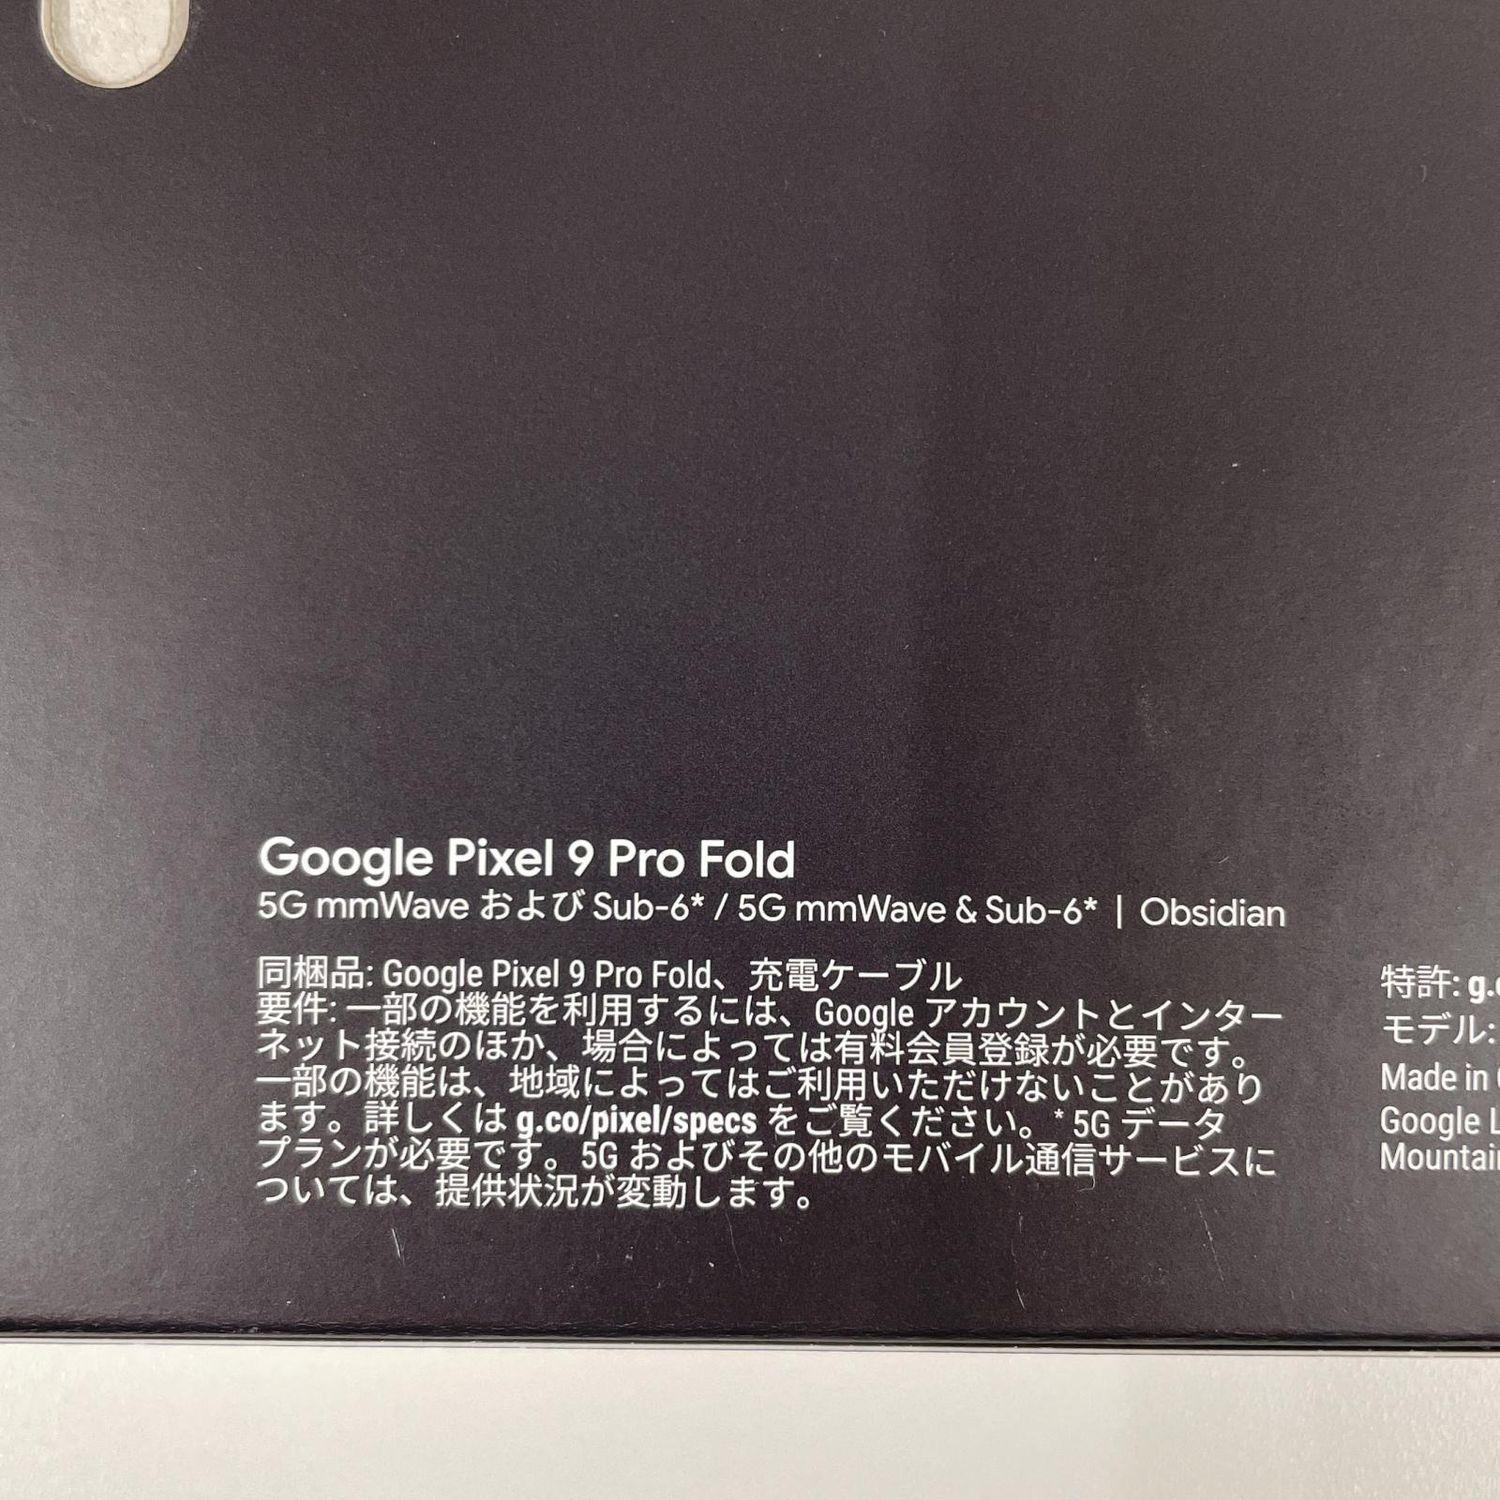 Google Pixel 9 Pro Fold
5G mmWave および Sub-6* / 5G mmWave & Sub-6* | Obsidian
同梱品: Google Pixel 9 Pro Fold、充電ケーブル
要件: 一部の機能を利用するには、Google アカウントとインター
ネット接続のほか、場合によっては有料会員登録が必要です。
一部の機能は、地域によってはご利用いただけないことがあり
ます。詳しくは g.co/pixel/specs をご覧ください。* 5G データ
プランが必要です。5G およびその他のモバイル通信サービスに
ついては、提供状況が変動します。
特許:
モデル:
Made in
Google